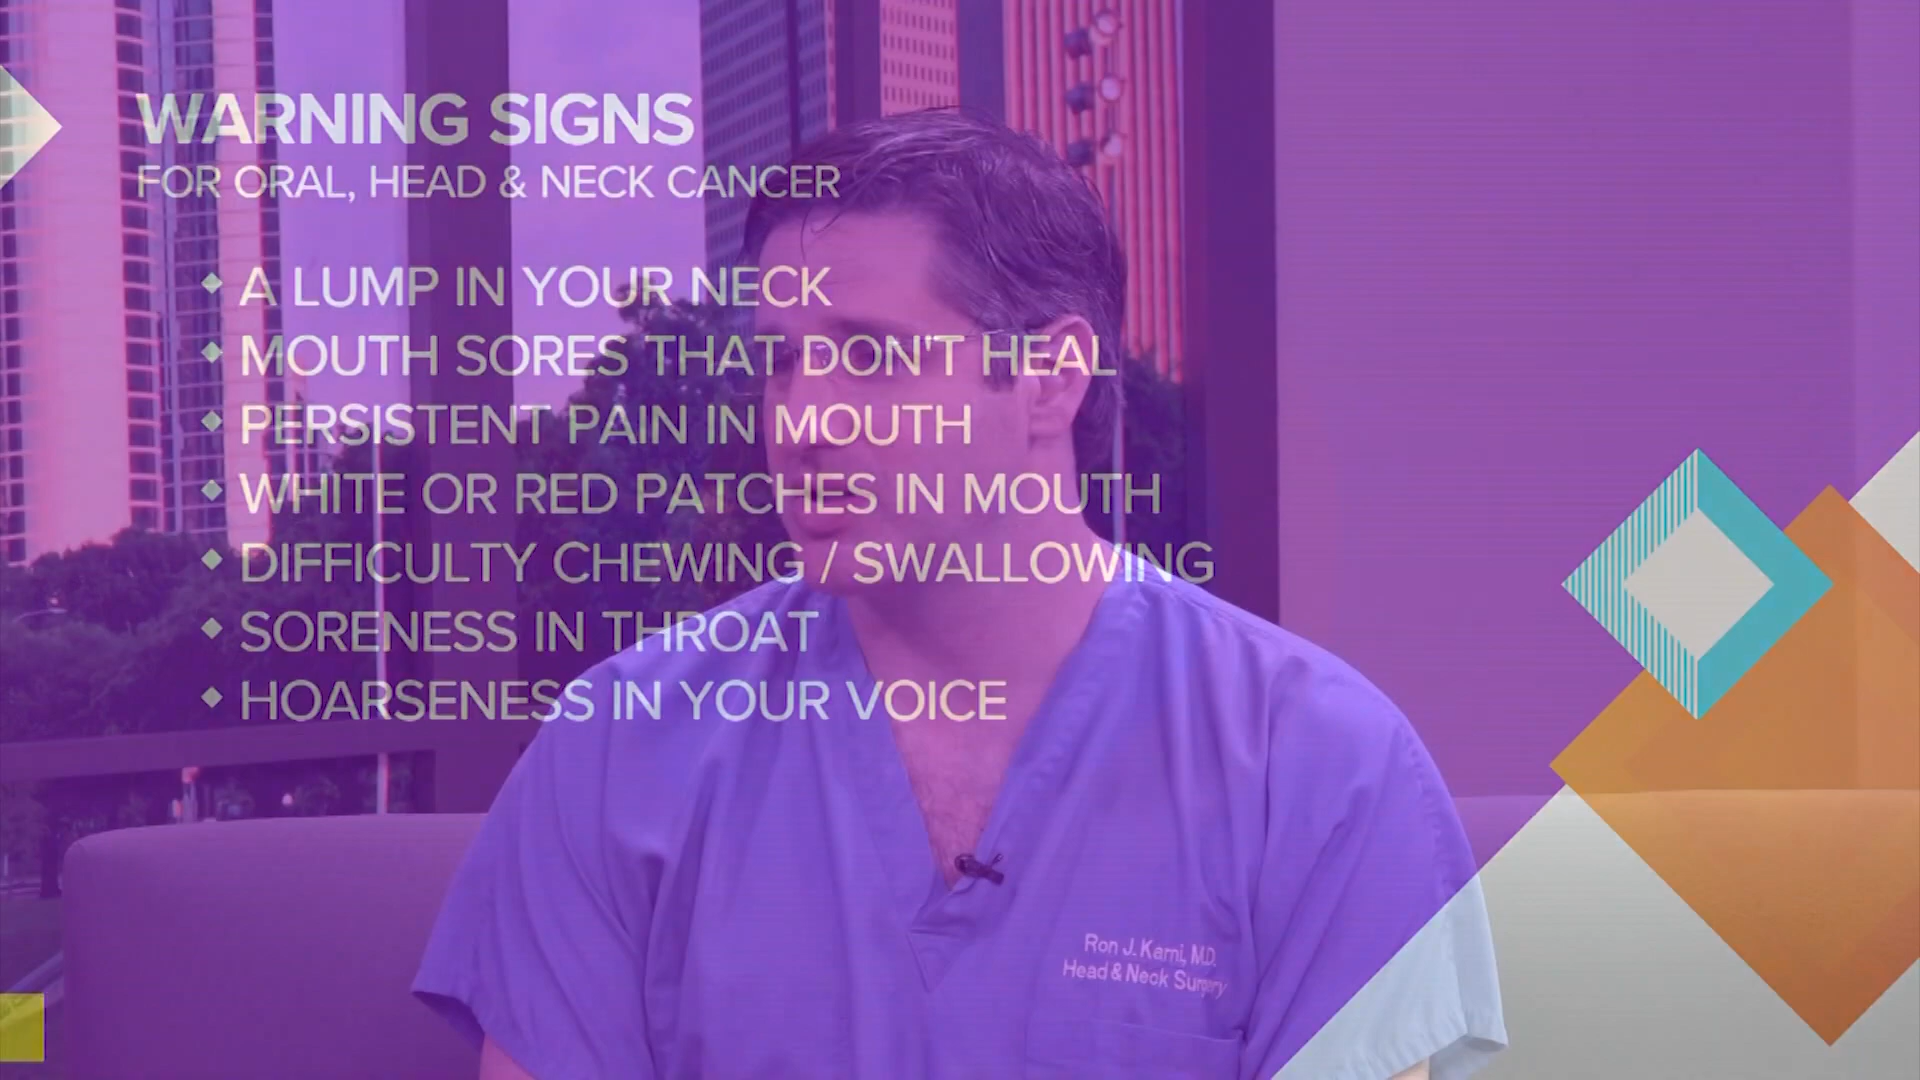 WARNING SIGNS
FOR ORAL, HEAD & NECK CANCER
A LUMP IN YOUR NECK
MOUTH SORES THAT DON'T HEAL
PERSISTENT PAIN IN MOUTH
WHITE OR RED PATCHES IN MOUTH
DIFFICULTY CHEWING / SWALLOWING
SORENESS IN THROAT
HOARSENESS IN YOUR VOICE
Ron J. Karni, M.D.
Head & Neck Surgery